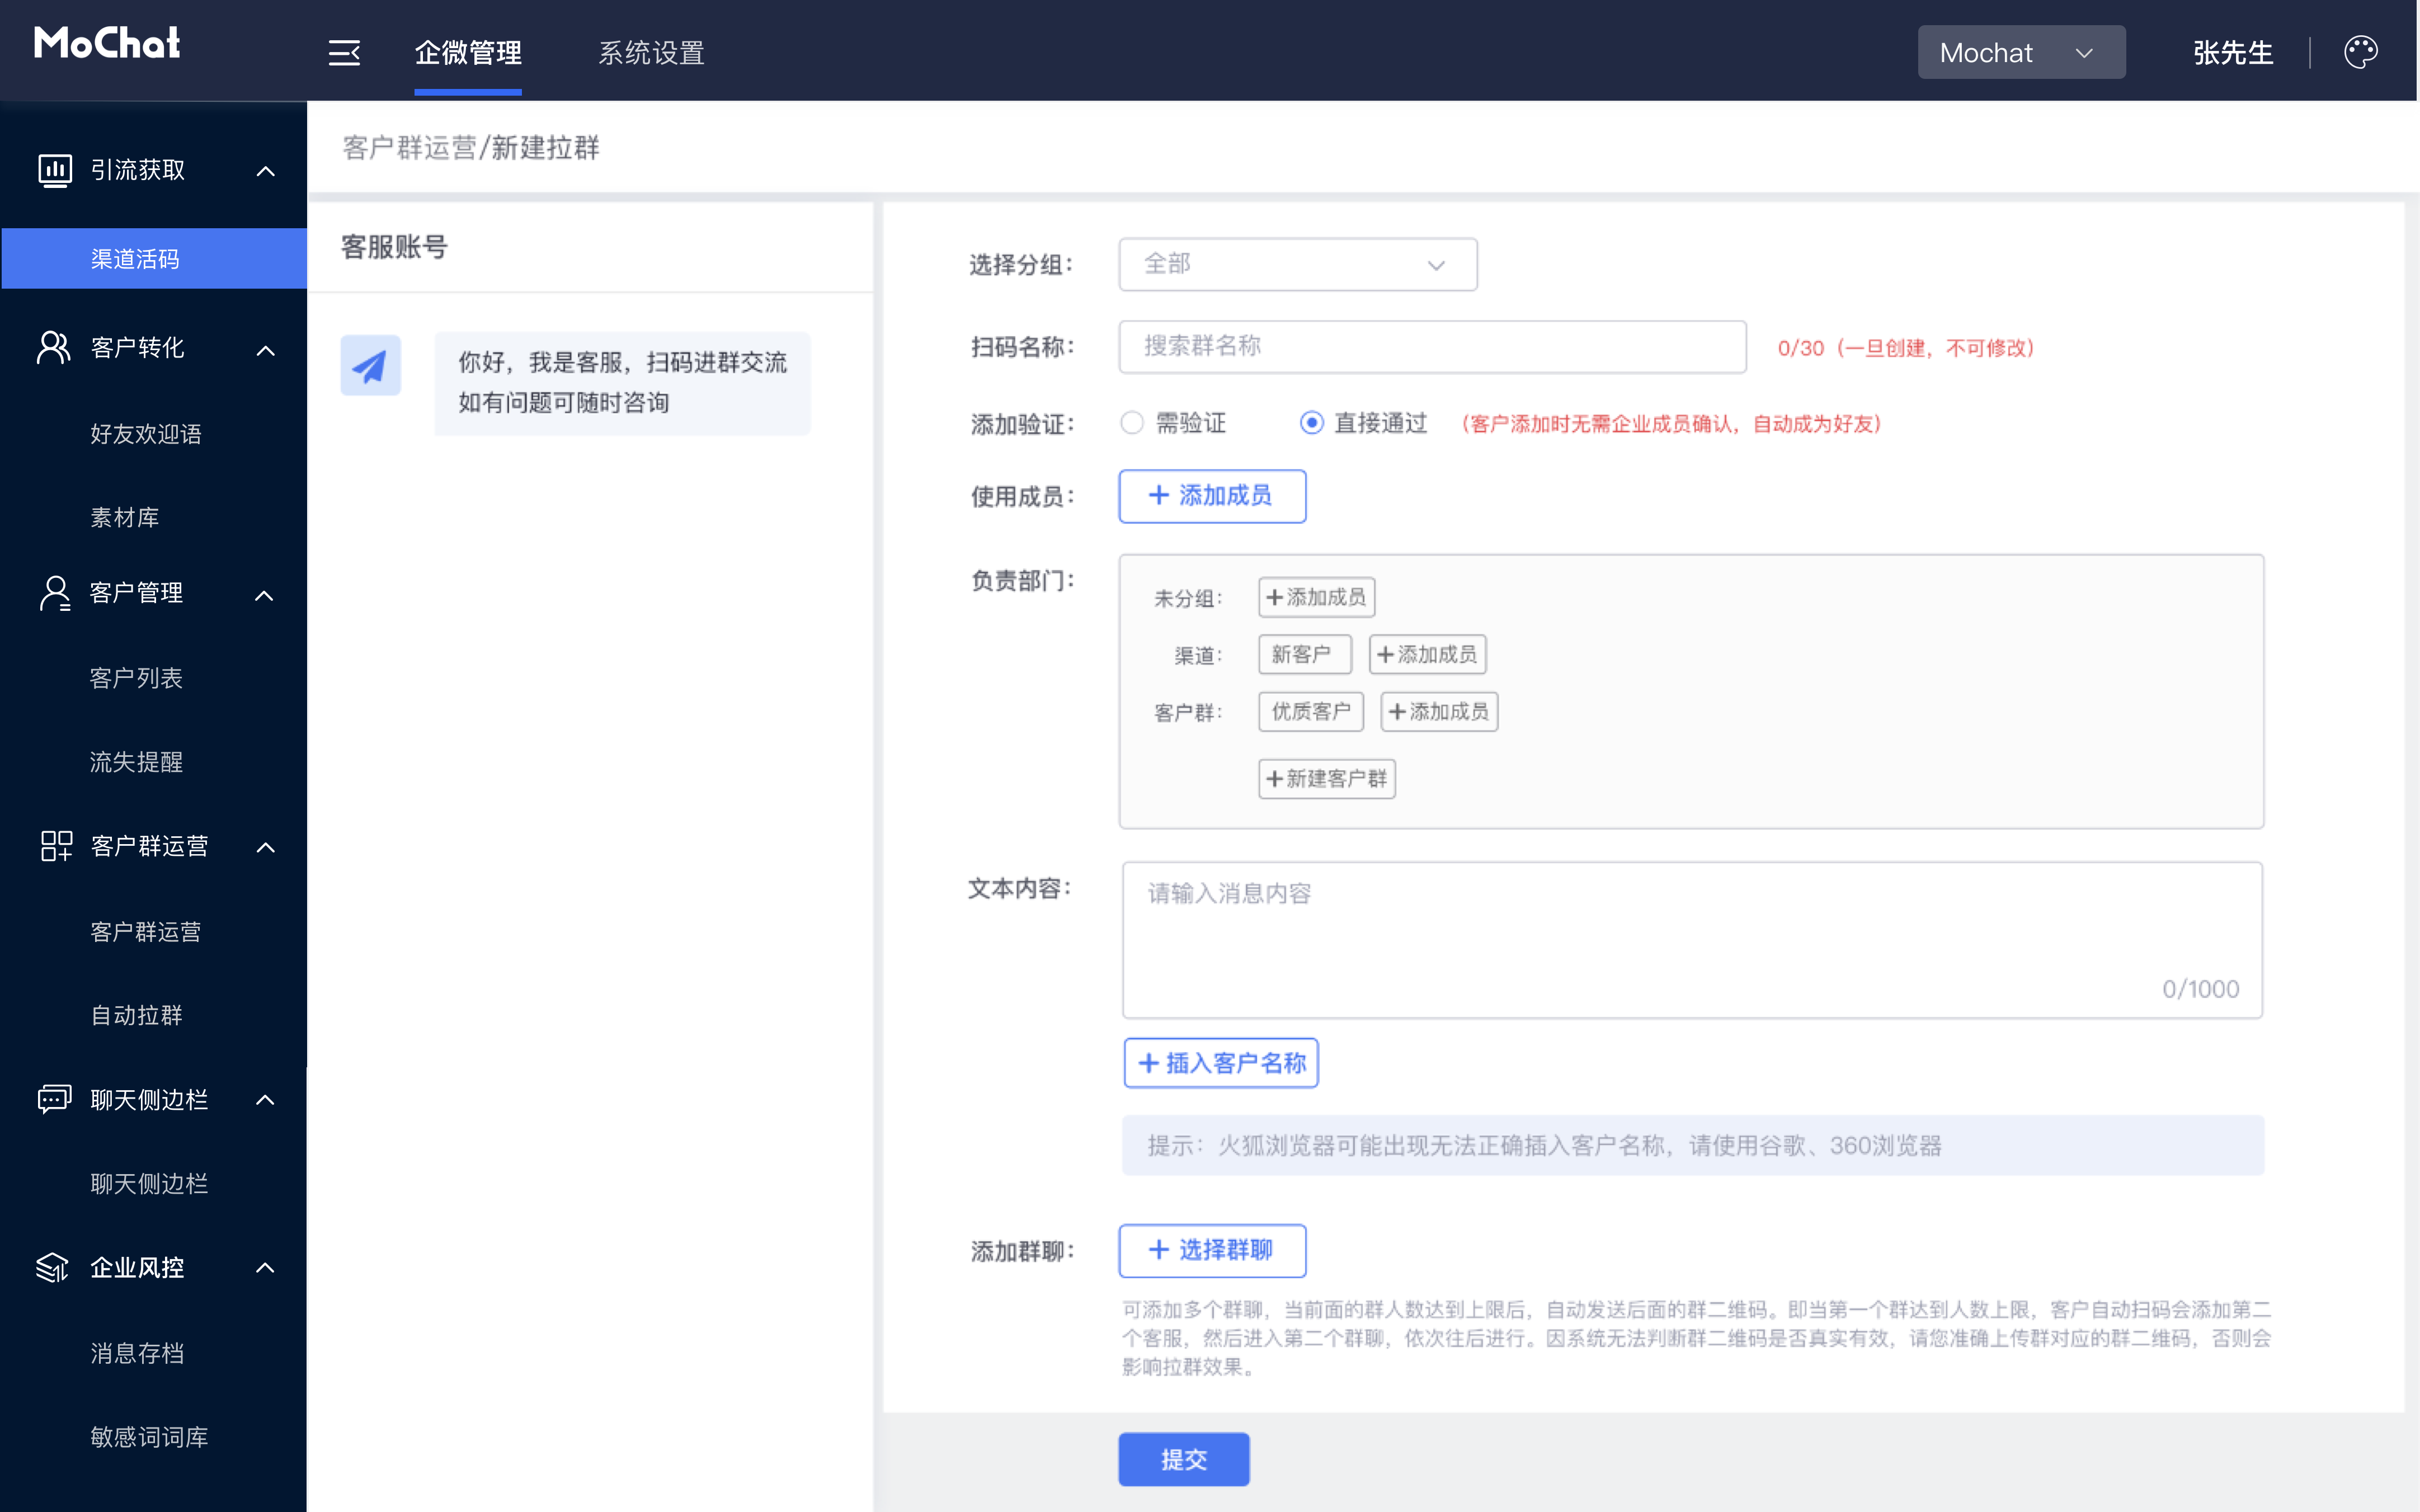 MoChat
企微管理
系统设置
Mochat
张先生
引流获取
渠道活码
客户转化
好友欢迎语
素材库
客户管理
客户列表
流失提醒
客户群运营
客户群运营
自动拉群
聊天侧边栏
聊天侧边栏
企业风控
消息存档
敏感词词库
客户群运营/新建拉群
客服账号
你好，我是客服，扫码进群交流
如有问题可随时咨询
选择分组： 全部
扫码名称： 搜索群名称 0/30（一旦创建，不可修改）
添加验证： 需验证 直接通过 （客户添加时无需企业成员确认，自动成为好友）
使用成员： + 添加成员
负责部门：
未分组： +添加成员
渠道： 新客户 +添加成员
客户群： 优质客户 +添加成员
+新建客户群
文本内容： 请输入消息内容
0/1000
+ 插入客户名称
提示：火狐浏览器可能出现无法正确插入客户名称，请使用谷歌、360浏览器
添加群聊： + 选择群聊
可添加多个群聊，当前面的群人数达到上限后，自动发送后面的群二维码。即当第一个群达到人数上限，客户自动扫码会添加第二
个客服，然后进入第二个群聊，依次往后进行。因系统无法判断群二维码是否真实有效，请您准确上传群对应的群二维码，否则会
影响拉群效果。
提交